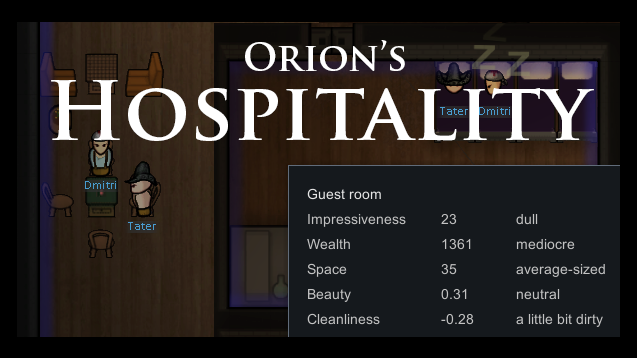 ORION'S
HOSPITALITY
Tater Dmitri
Dmitri
Tater
Guest room
Impressiveness 23 dull
Wealth 1361 mediocre
Space 35 average-sized
Beauty 0.31 neutral
Cleanliness -0.28 a little bit dirty